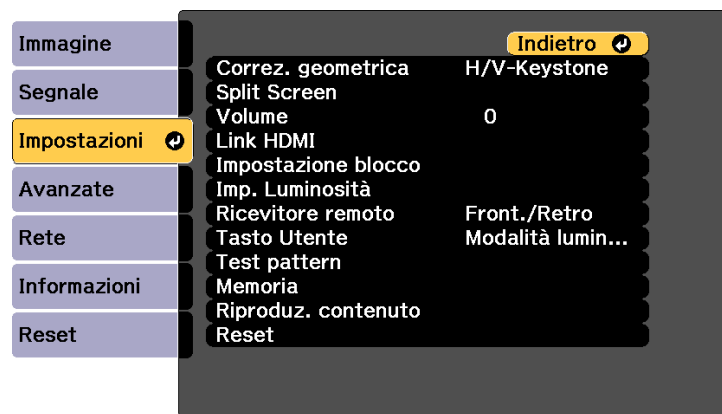 Immagine
Segnale
Impostazioni
Avanzate
Rete
Informazioni
Reset
Indietro
Correz. geometrica H/V-Keystone
Split Screen
Volume 0
Link HDMI
Impostazione blocco
Imp. Luminosità
Ricevitore remoto Front./Retro
Tasto Utente Modalità lumin...
Test pattern
Memoria
Riproduz. contenuto
Reset